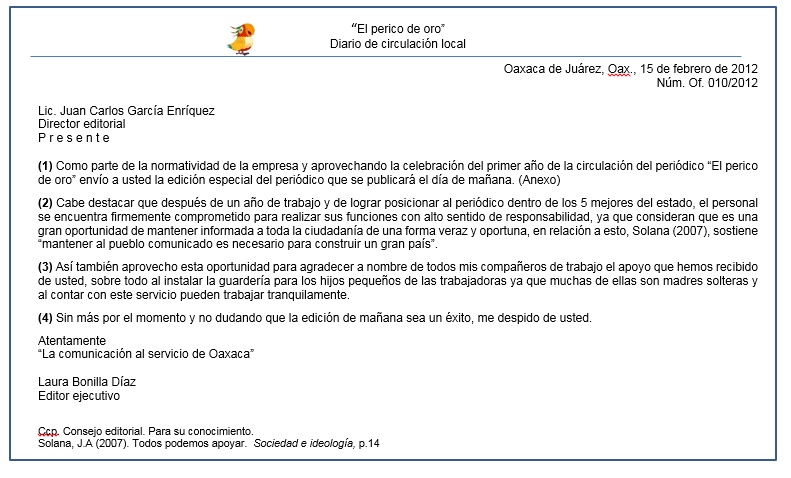 “El perico de oro”
Diario de circulación local
Oaxaca de Juárez, Oax., 15 de febrero de 2012
Núm. Of. 010/2012
Lic. Juan Carlos García Enríquez
Director editorial
P r e s e n t e
(1) Como parte de la normatividad de la empresa y aprovechando la celebración del primer año de la circulación del periódico “El perico
de oro” envío a usted la edición especial del periódico que se publicará el día de mañana. (Anexo)
(2) Cabe destacar que después de un año de trabajo y de lograr posicionar al periódico dentro de los 5 mejores del estado, el personal
se encuentra firmemente comprometido para realizar sus funciones con alto sentido de responsabilidad, ya que consideran que es una
gran oportunidad de mantener informada a toda la ciudadanía de una forma veraz y oportuna, en relación a esto, Solana (2007), sostiene
“mantener al pueblo comunicado es necesario para construir un gran país”.
(3) Así también aprovecho esta oportunidad para agradecer a nombre de todos mis compañeros de trabajo el apoyo que hemos recibido
de usted, sobre todo al instalar la guardería para los hijos pequeños de las trabajadoras ya que muchas de ellas son madres solteras y
al contar con este servicio pueden trabajar tranquilamente.
(4) Sin más por el momento y no dudando que la edición de mañana sea un éxito, me despido de usted.
Atentamente
“La comunicación al servicio de Oaxaca”
Laura Bonilla Díaz
Editor ejecutivo
Ccp. Consejo editorial. Para su conocimiento.
Solana, J.A (2007). Todos podemos apoyar. Sociedad e ideología, p.14